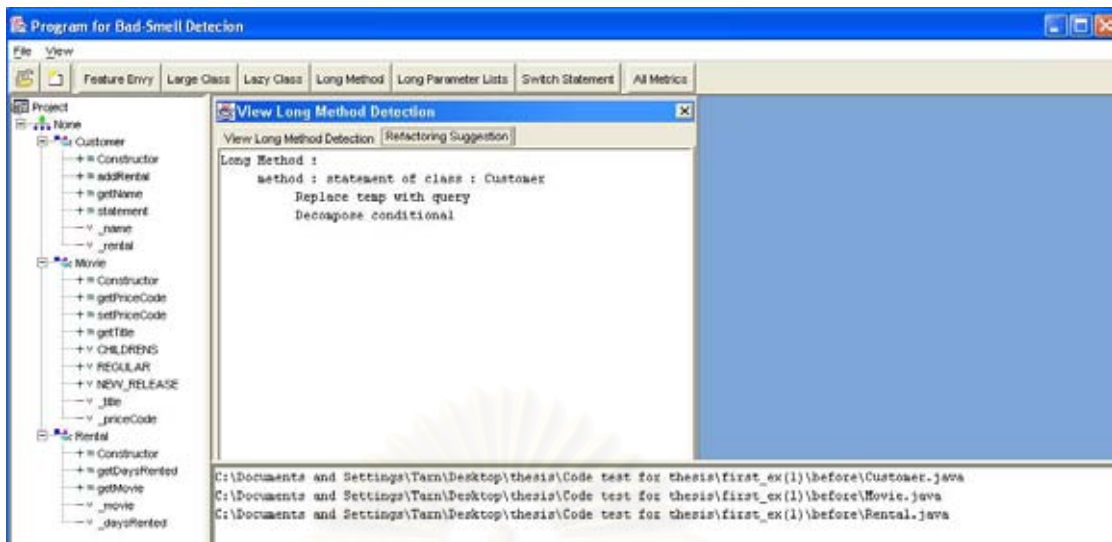 Program for Bad-Smell Detecion
File View
Feature Envy Large Class Lazy Class Long Method Long Parameter Lists Switch Statement All Metrics
Project
None
Customer
+ m Constructor
+ m addRental
+ m getName
+ m statement
- v _name
- v _rental
Movie
+ m Constructor
+ m getPriceCode
+ m setPriceCode
+ m getTitle
+ v CHILDRENS
+ v REGULAR
+ v NEW_RELEASE
- v _title
- v _priceCode
Rental
+ m Constructor
+ m getDaysRented
+ m getMovie
- v _movie
- v _daysRented
View Long Method Detection
View Long Method Detection Refactoring Suggestion
Long Method :
method : statement of class : Customer
Replace temp with query
Decompose conditional
C:\Documents and Settings\Tarn\Desktop\thesis\Code test for thesis\first_ex(1)\before\Customer.java
C:\Documents and Settings\Tarn\Desktop\thesis\Code test for thesis\first_ex(1)\before\Movie.java
C:\Documents and Settings\Tarn\Desktop\thesis\Code test for thesis\first_ex(1)\before\Rental.java